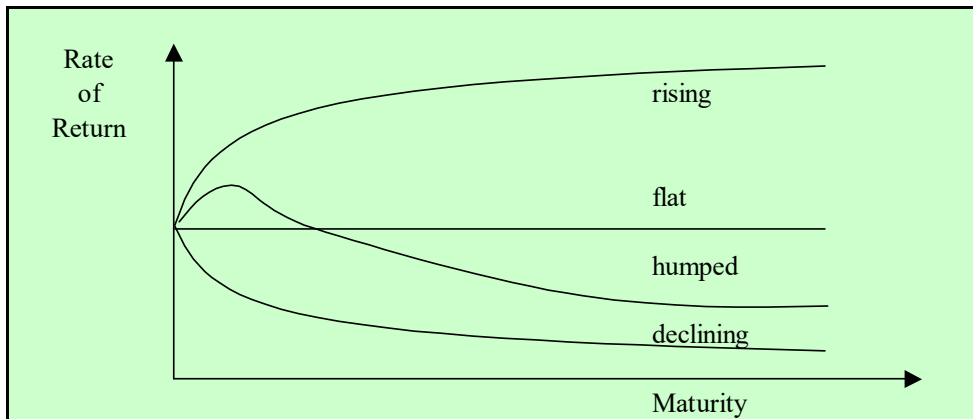 Rate
of
Return
rising
flat
humped
declining
Maturity